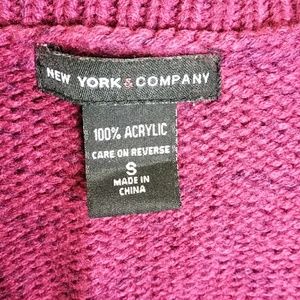 NEW YORK & COMPANY
100% ACRYLIC
CARE ON REVERSE
S
MADE IN
CHINA